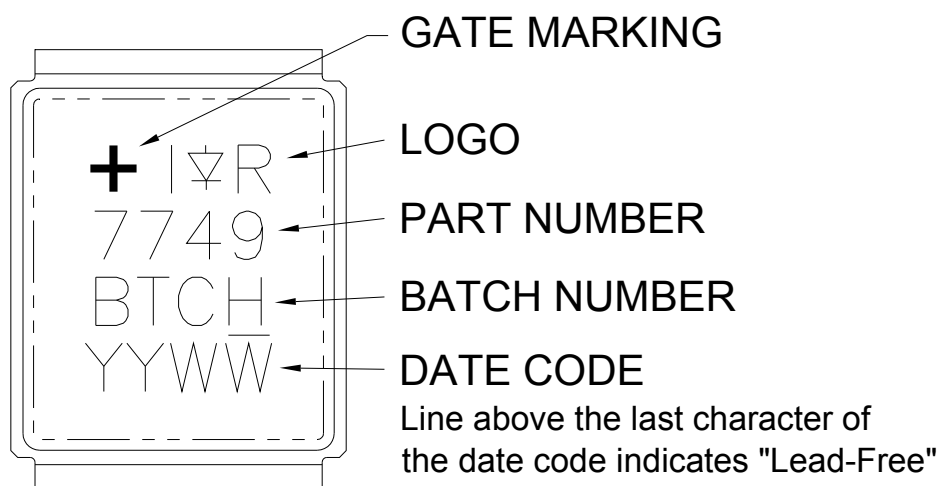 GATE MARKING
+ I R
LOGO
7749
PART NUMBER
BTCH
BATCH NUMBER
YYWW̅
DATE CODE
Line above the last character of
the date code indicates "Lead-Free"